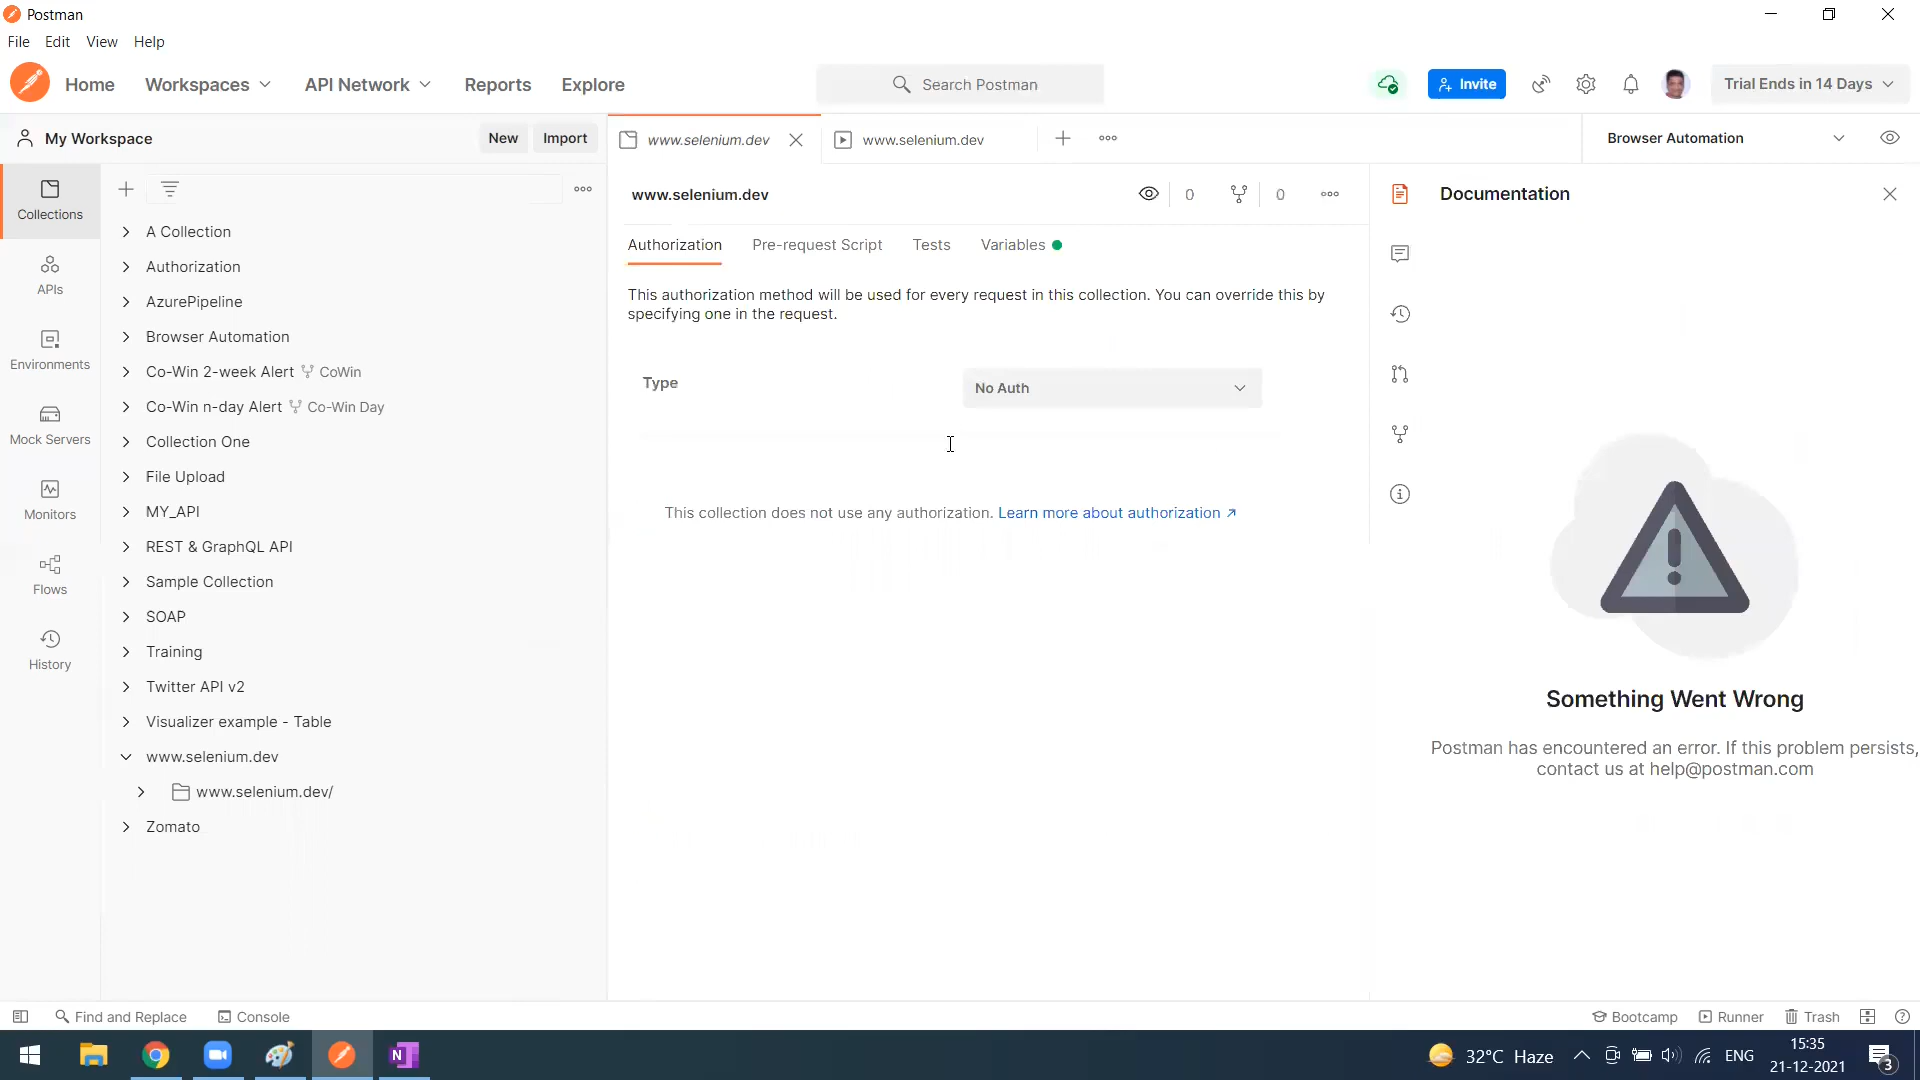 Postman
File Edit View Help
Home Workspaces API Network Reports Explore Search Postman Invite Trial Ends in 14 Days
My Workspace New Import www.selenium.dev www.selenium.dev Browser Automation
Collections
APIs
Environments
Mock Servers
Monitors
Flows
History
A Collection
Authorization
AzurePipeline
Browser Automation
Co-Win 2-week Alert CoWin
Co-Win n-day Alert Co-Win Day
Collection One
File Upload
MY_API
REST & GraphQL API
Sample Collection
SOAP
Training
Twitter API v2
Visualizer example - Table
www.selenium.dev
www.selenium.dev/
Zomato
www.selenium.dev 0 0
Authorization Pre-request Script Tests Variables
This authorization method will be used for every request in this collection. You can override this by
specifying one in the request.
Type No Auth
This collection does not use any authorization. Learn more about authorization ↗
Documentation
Something Went Wrong
Postman has encountered an error. If this problem persists,
contact us at help@postman.com
Find and Replace Console Bootcamp Runner Trash
N 32°C Haze ENG 15:35
21-12-2021 3